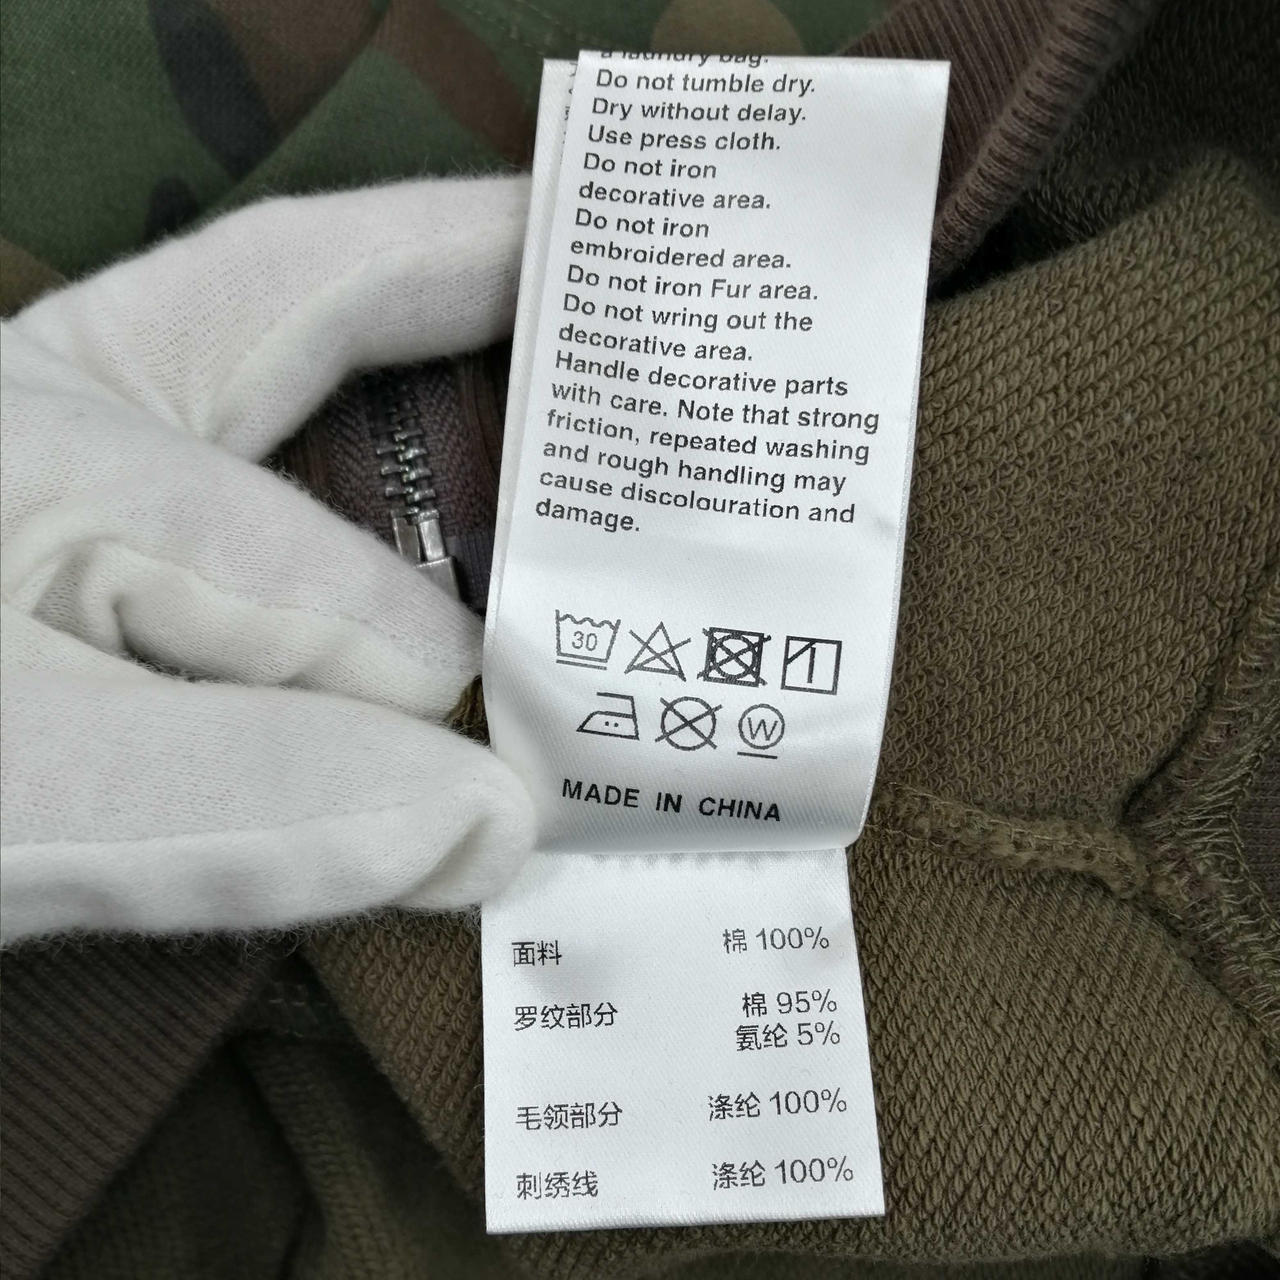 a laundry bag.
Do not tumble dry.
Dry without delay.
Use press cloth.
Do not iron
decorative area.
Do not iron
embroidered area.
Do not iron Fur area.
Do not wring out the
decorative area.
Handle decorative parts
with care. Note that strong
friction, repeated washing
and rough handling may
cause discolouration and
damage.
30
W
MADE IN CHINA
面料 棉 100%
罗纹部分 棉 95%
氨纶 5%
毛领部分 涤纶 100%
刺绣线 涤纶 100%